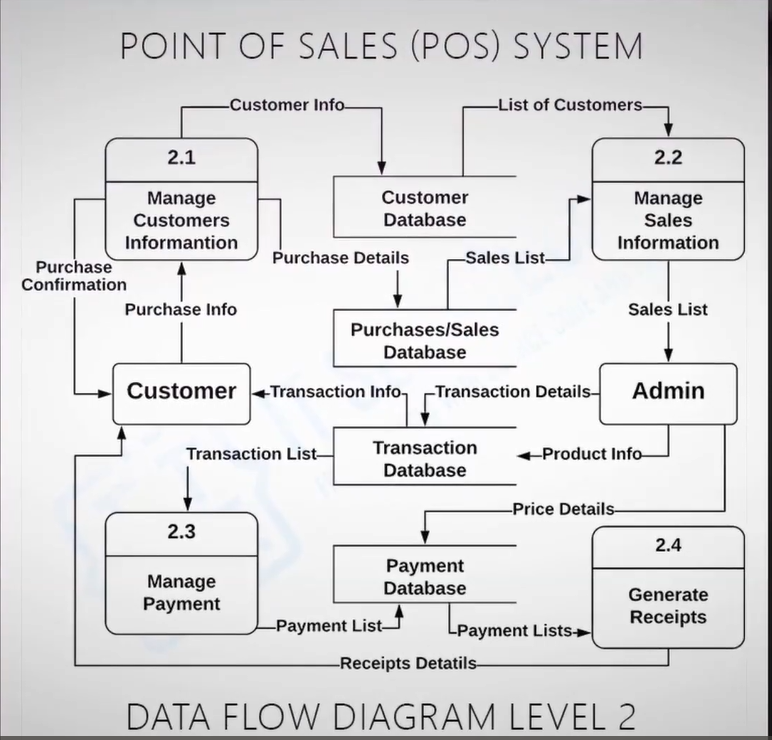 POINT OF SALES (POS) SYSTEM
Customer Info
List of Customers
2.1
Manage
Customers
Informantion
Customer
Database
2.2
Manage
Sales
Information
Purchase
Confirmation
Purchase Details
Sales List
Purchase Info
Purchases/Sales
Database
Sales List
Customer
Transaction Info
Transaction Details
Admin
Transaction List
Transaction
Database
Product Info
Price Details
2.3
Manage
Payment
Payment
Database
2.4
Generate
Receipts
Payment List
Payment Lists
Receipts Detatils
DATA FLOW DIAGRAM LEVEL 2